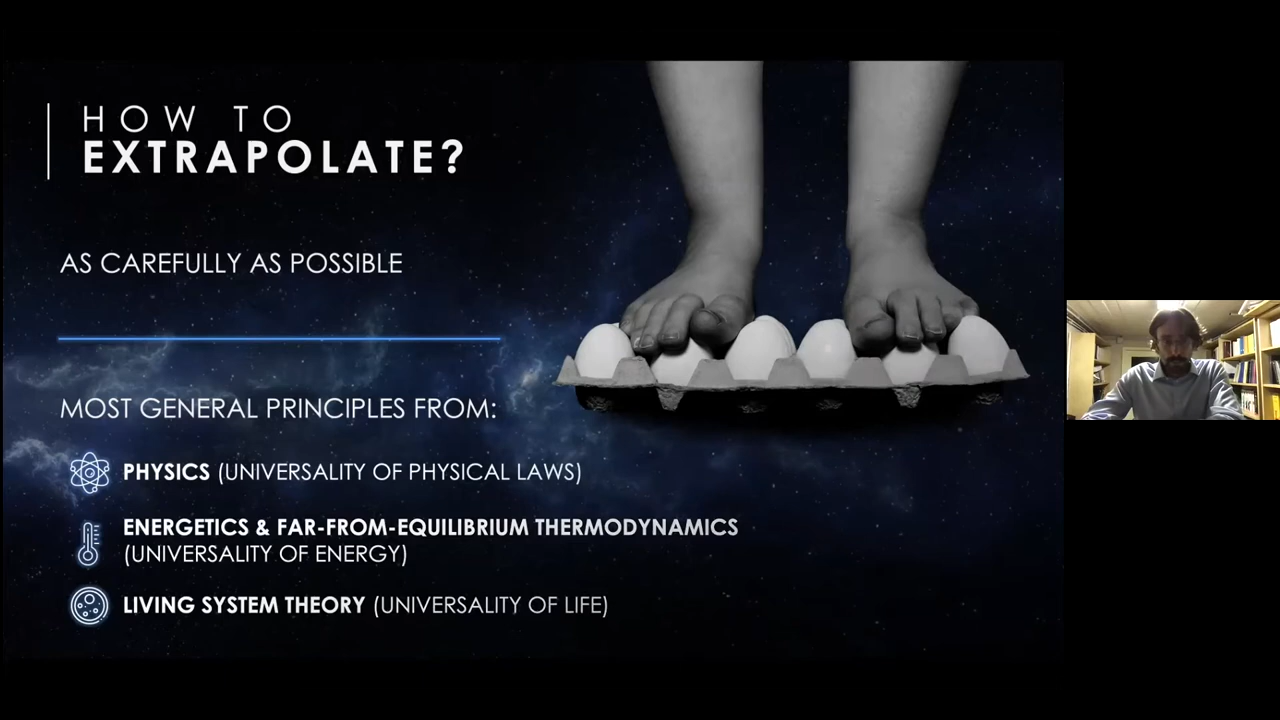 HOW TO
EXTRAPOLATE?
AS CAREFULLY AS POSSIBLE
MOST GENERAL PRINCIPLES FROM:
PHYSICS (UNIVERSALITY OF PHYSICAL LAWS)
ENERGETICS & FAR-FROM-EQUILIBRIUM THERMODYNAMICS
(UNIVERSALITY OF ENERGY)
LIVING SYSTEM THEORY (UNIVERSALITY OF LIFE)